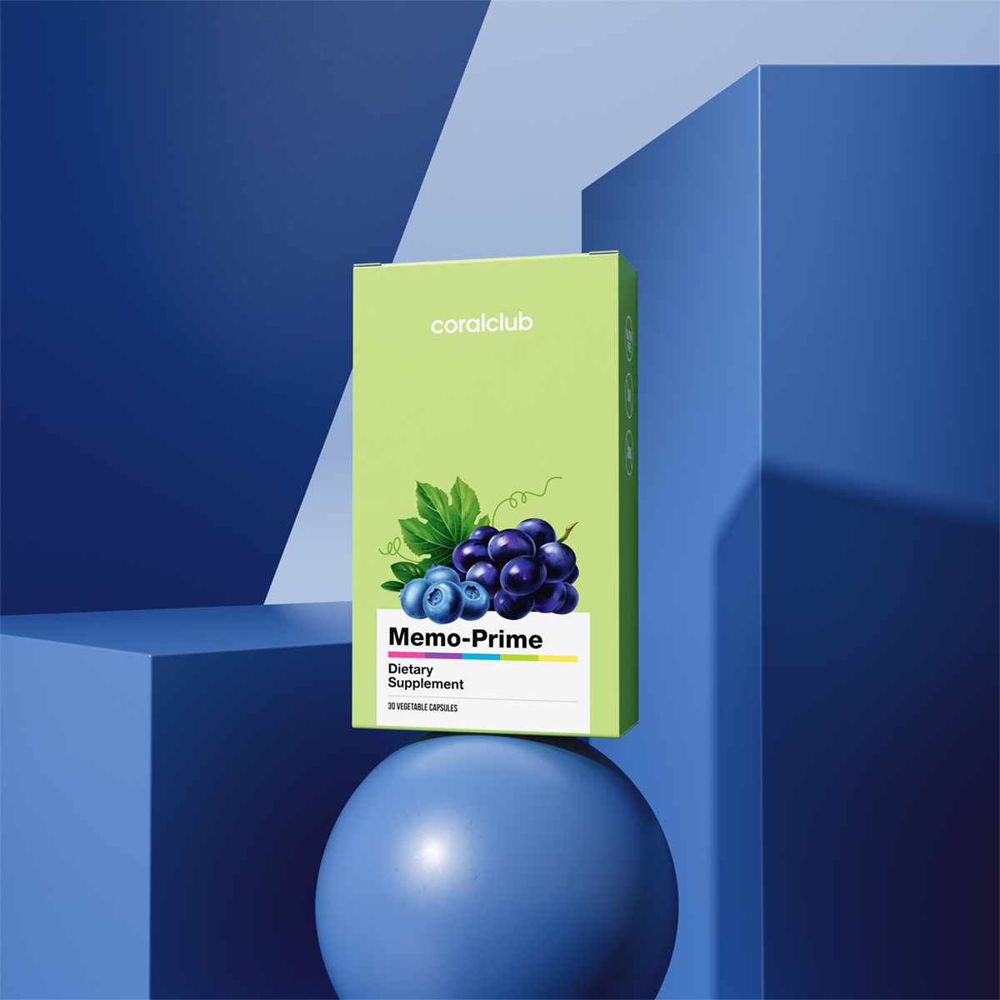 coralclub
Memo-Prime
Dietary
Supplement
30 VEGETABLE CAPSULES